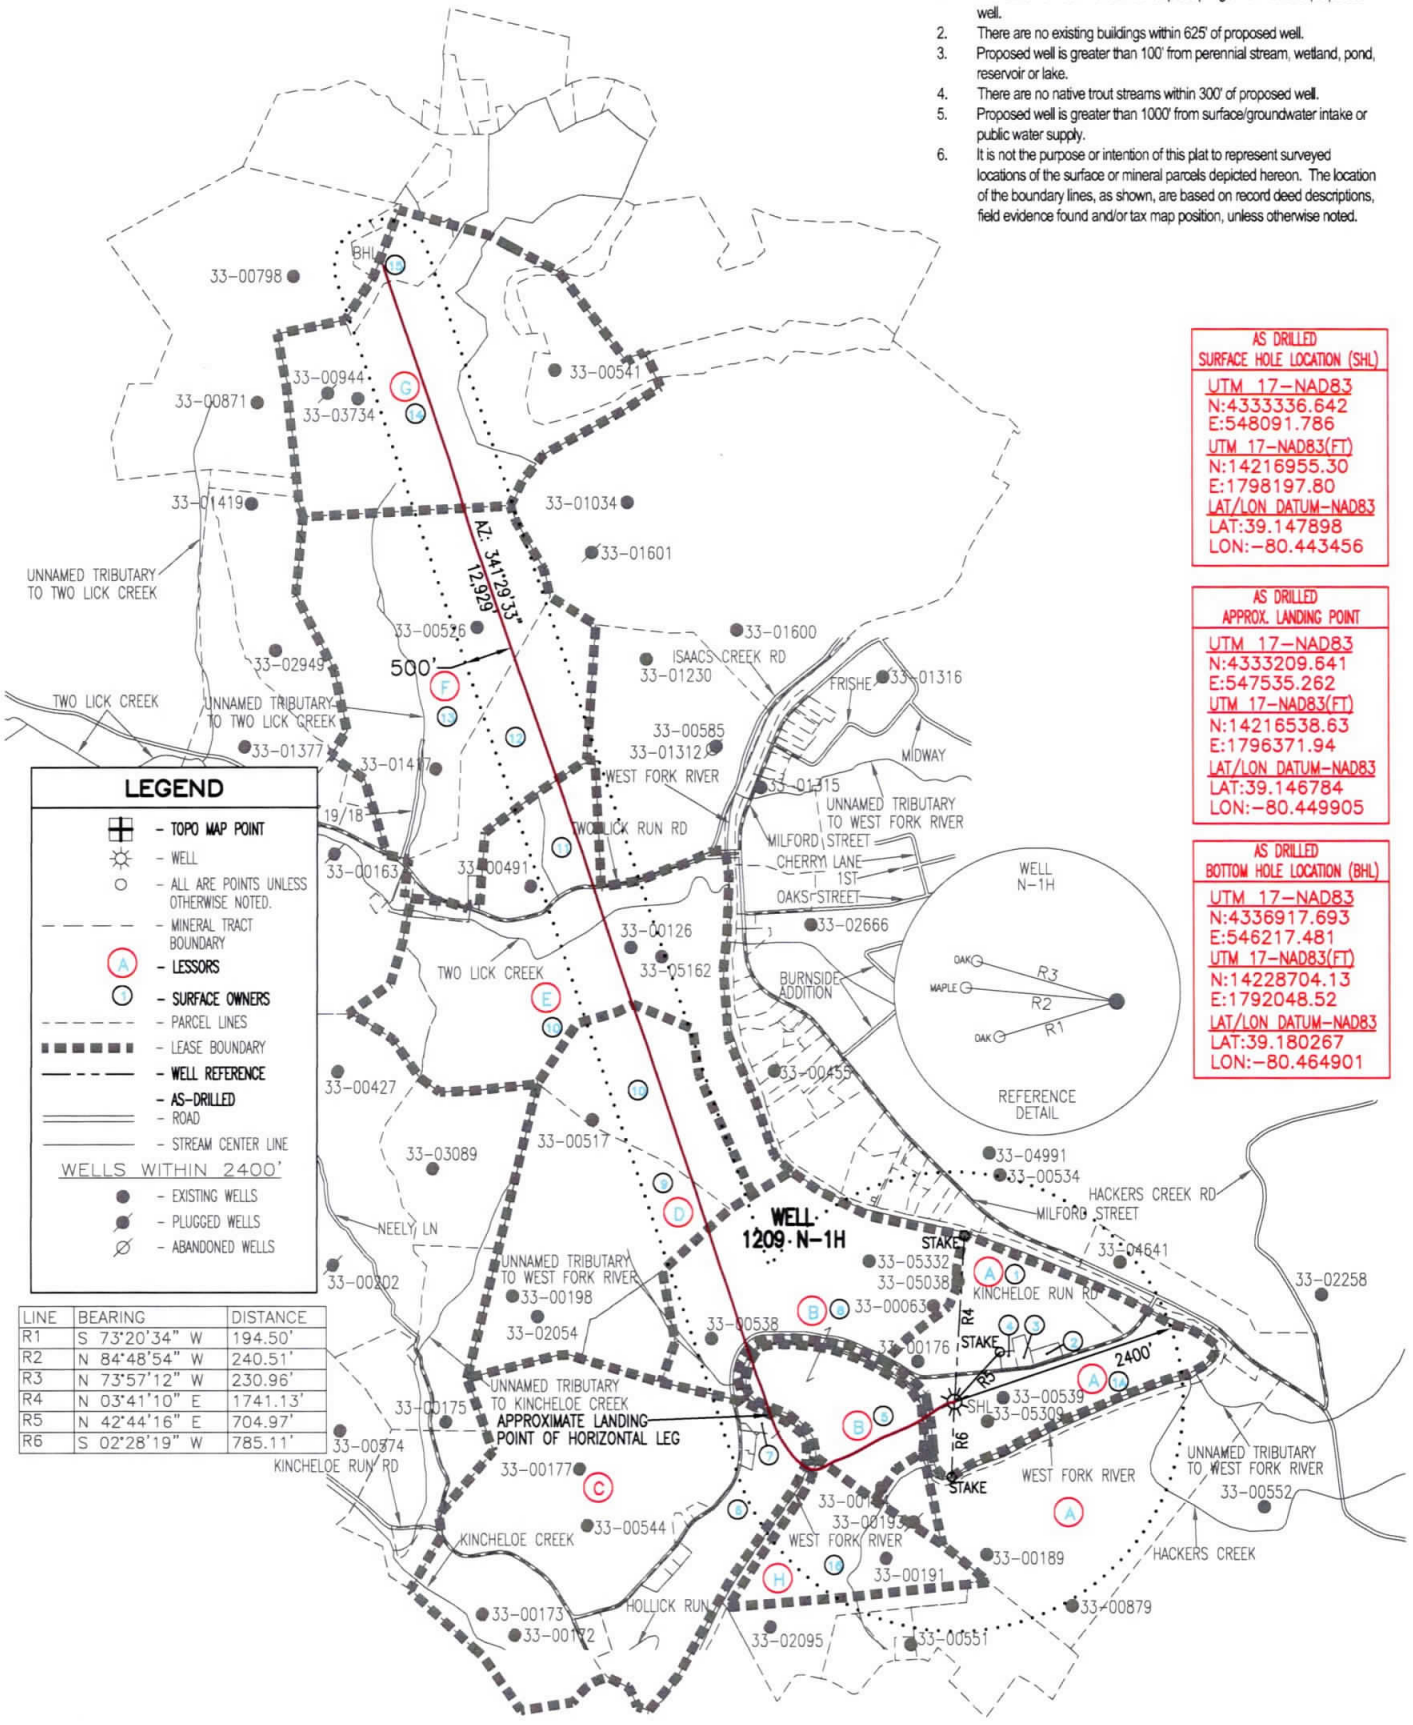 well.
2. There are no existing buildings within 625' of proposed well.
3. Proposed well is greater than 100' from perennial stream, wetland, pond,
reservoir or lake.
4. There are no native trout streams within 300' of proposed well.
5. Proposed well is greater than 1000' from surface/groundwater intake or
public water supply.
6. It is not the purpose or intention of this plat to represent surveyed
locations of the surface or mineral parcels depicted hereon. The location
of the boundary lines, as shown, are based on record deed descriptions,
field evidence found and/or tax map position, unless otherwise noted.
BHL
15
33-00798
AS DRILLED
SURFACE HOLE LOCATION (SHL)
UTM 17-NAD83
N:4333336.642
E:548091.786
UTM 17-NAD83(FT)
N:14216955.30
E:1798197.80
LAT/LON DATUM-NAD83
LAT:39.147898
LON:-80.443456
AS DRILLED
APPROX. LANDING POINT
UTM 17-NAD83
N:4333209.641
E:547535.262
UTM 17-NAD83(FT)
N:14216538.63
E:1796371.94
LAT/LON DATUM-NAD83
LAT:39.146784
LON:-80.449905
AS DRILLED
BOTTOM HOLE LOCATION (BHL)
UTM 17-NAD83
N:4336917.693
E:546217.481
UTM 17-NAD83(FT)
N:14228704.13
E:1792048.52
LAT/LON DATUM-NAD83
LAT:39.180267
LON:-80.464901
33-00944
33-00541
G
33-00871
33-03734
14
33-01419
33-01034
AZ: 341°29'33"
12,929'
33-01601
UNNAMED TRIBUTARY
TO TWO LICK CREEK
33-00526
33-01600
33-02949
500'
33-01230
ISAACS CREEK RD
FRISHE
33-01316
F
TWO LICK CREEK
UNNAMED TRIBUTARY
TO TWO LICK CREEK
13
12
33-00585
33-01312
33-01377
33-01417
WEST FORK RIVER
MIDWAY
33-01315
UNNAMED TRIBUTARY
TO WEST FORK RIVER
19/18
11
TWO LICK RUN RD
MILFORD STREET
CHERRY LANE
1ST
OAKS STREET
33-00163
33-00491
33-02666
33-00126
33-05162
TWO LICK CREEK
BURNSIDE
ADDITION
E
10
WELL
N-1H
OAK
MAPLE
OAK
R3
R2
R1
REFERENCE
DETAIL
LEGEND
- TOPO MAP POINT
- WELL
- ALL ARE POINTS UNLESS
OTHERWISE NOTED.
- MINERAL TRACT
BOUNDARY
A - LESSORS
1 - SURFACE OWNERS
- PARCEL LINES
- LEASE BOUNDARY
- WELL REFERENCE
- AS-DRILLED
- ROAD
- STREAM CENTER LINE
WELLS WITHIN 2400'
- EXISTING WELLS
- PLUGGED WELLS
- ABANDONED WELLS
33-00427
10
33-00455
33-00517
33-03089
33-04991
33-00534
9
D
HACKERS CREEK RD
MILFORD STREET
NEELY LN
WELL
1209 N-1H
STAKE
33-04641
33-00202
UNNAMED TRIBUTARY
TO WEST FORK RIVER
33-05332
33-05038
A
1
33-02258
KINCHELOE RUN RD
33-00198
B
8
33-00063
R4
33-02054
33-00538
4
3
2
STAKE
33-00176
2400'
R5
LINE BEARING DISTANCE
R1 S 73°20'34" W 194.50'
R2 N 84°48'54" W 240.51'
R3 N 73°57'12" W 230.96'
R4 N 03°41'10" E 1741.13'
R5 N 42°44'16" E 704.97'
R6 S 02°28'19" W 785.11'
UNNAMED TRIBUTARY
TO KINCHELOE CREEK
APPROXIMATE LANDING
POINT OF HORIZONTAL LEG
33-00175
A
1A
33-00539
SHL
33-05309
B
5
R6
33-00574
KINCHELOE RUN RD
7
33-00177
C
STAKE
WEST FORK RIVER
UNNAMED TRIBUTARY
TO WEST FORK RIVER
33-00552
6
33-00193
A
33-00544
KINCHELOE CREEK
WEST FORK RIVER
HACKERS CREEK
16
33-00189
H
33-00191
33-00173
33-00172
HOLLICK RUN
33-00879
33-02095
33-00551